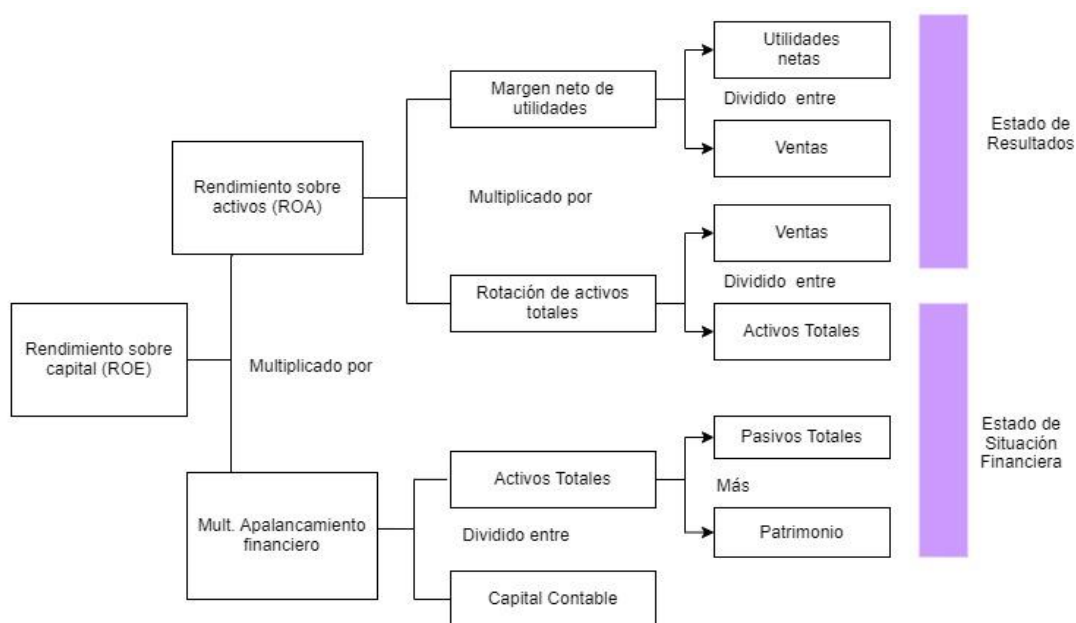 Utilidades
netas
Margen neto de
utilidades
Dividido entre
Estado de
Resultados
Ventas
Rendimiento sobre
activos (ROA)
Multiplicado por
Ventas
Rotación de activos
totales
Dividido entre
Activos Totales
Rendimiento sobre
capital (ROE)
Multiplicado por
Pasivos Totales
Estado de
Situación
Financiera
Activos Totales
Más
Mult. Apalancamiento
financiero
Dividido entre
Patrimonio
Capital Contable